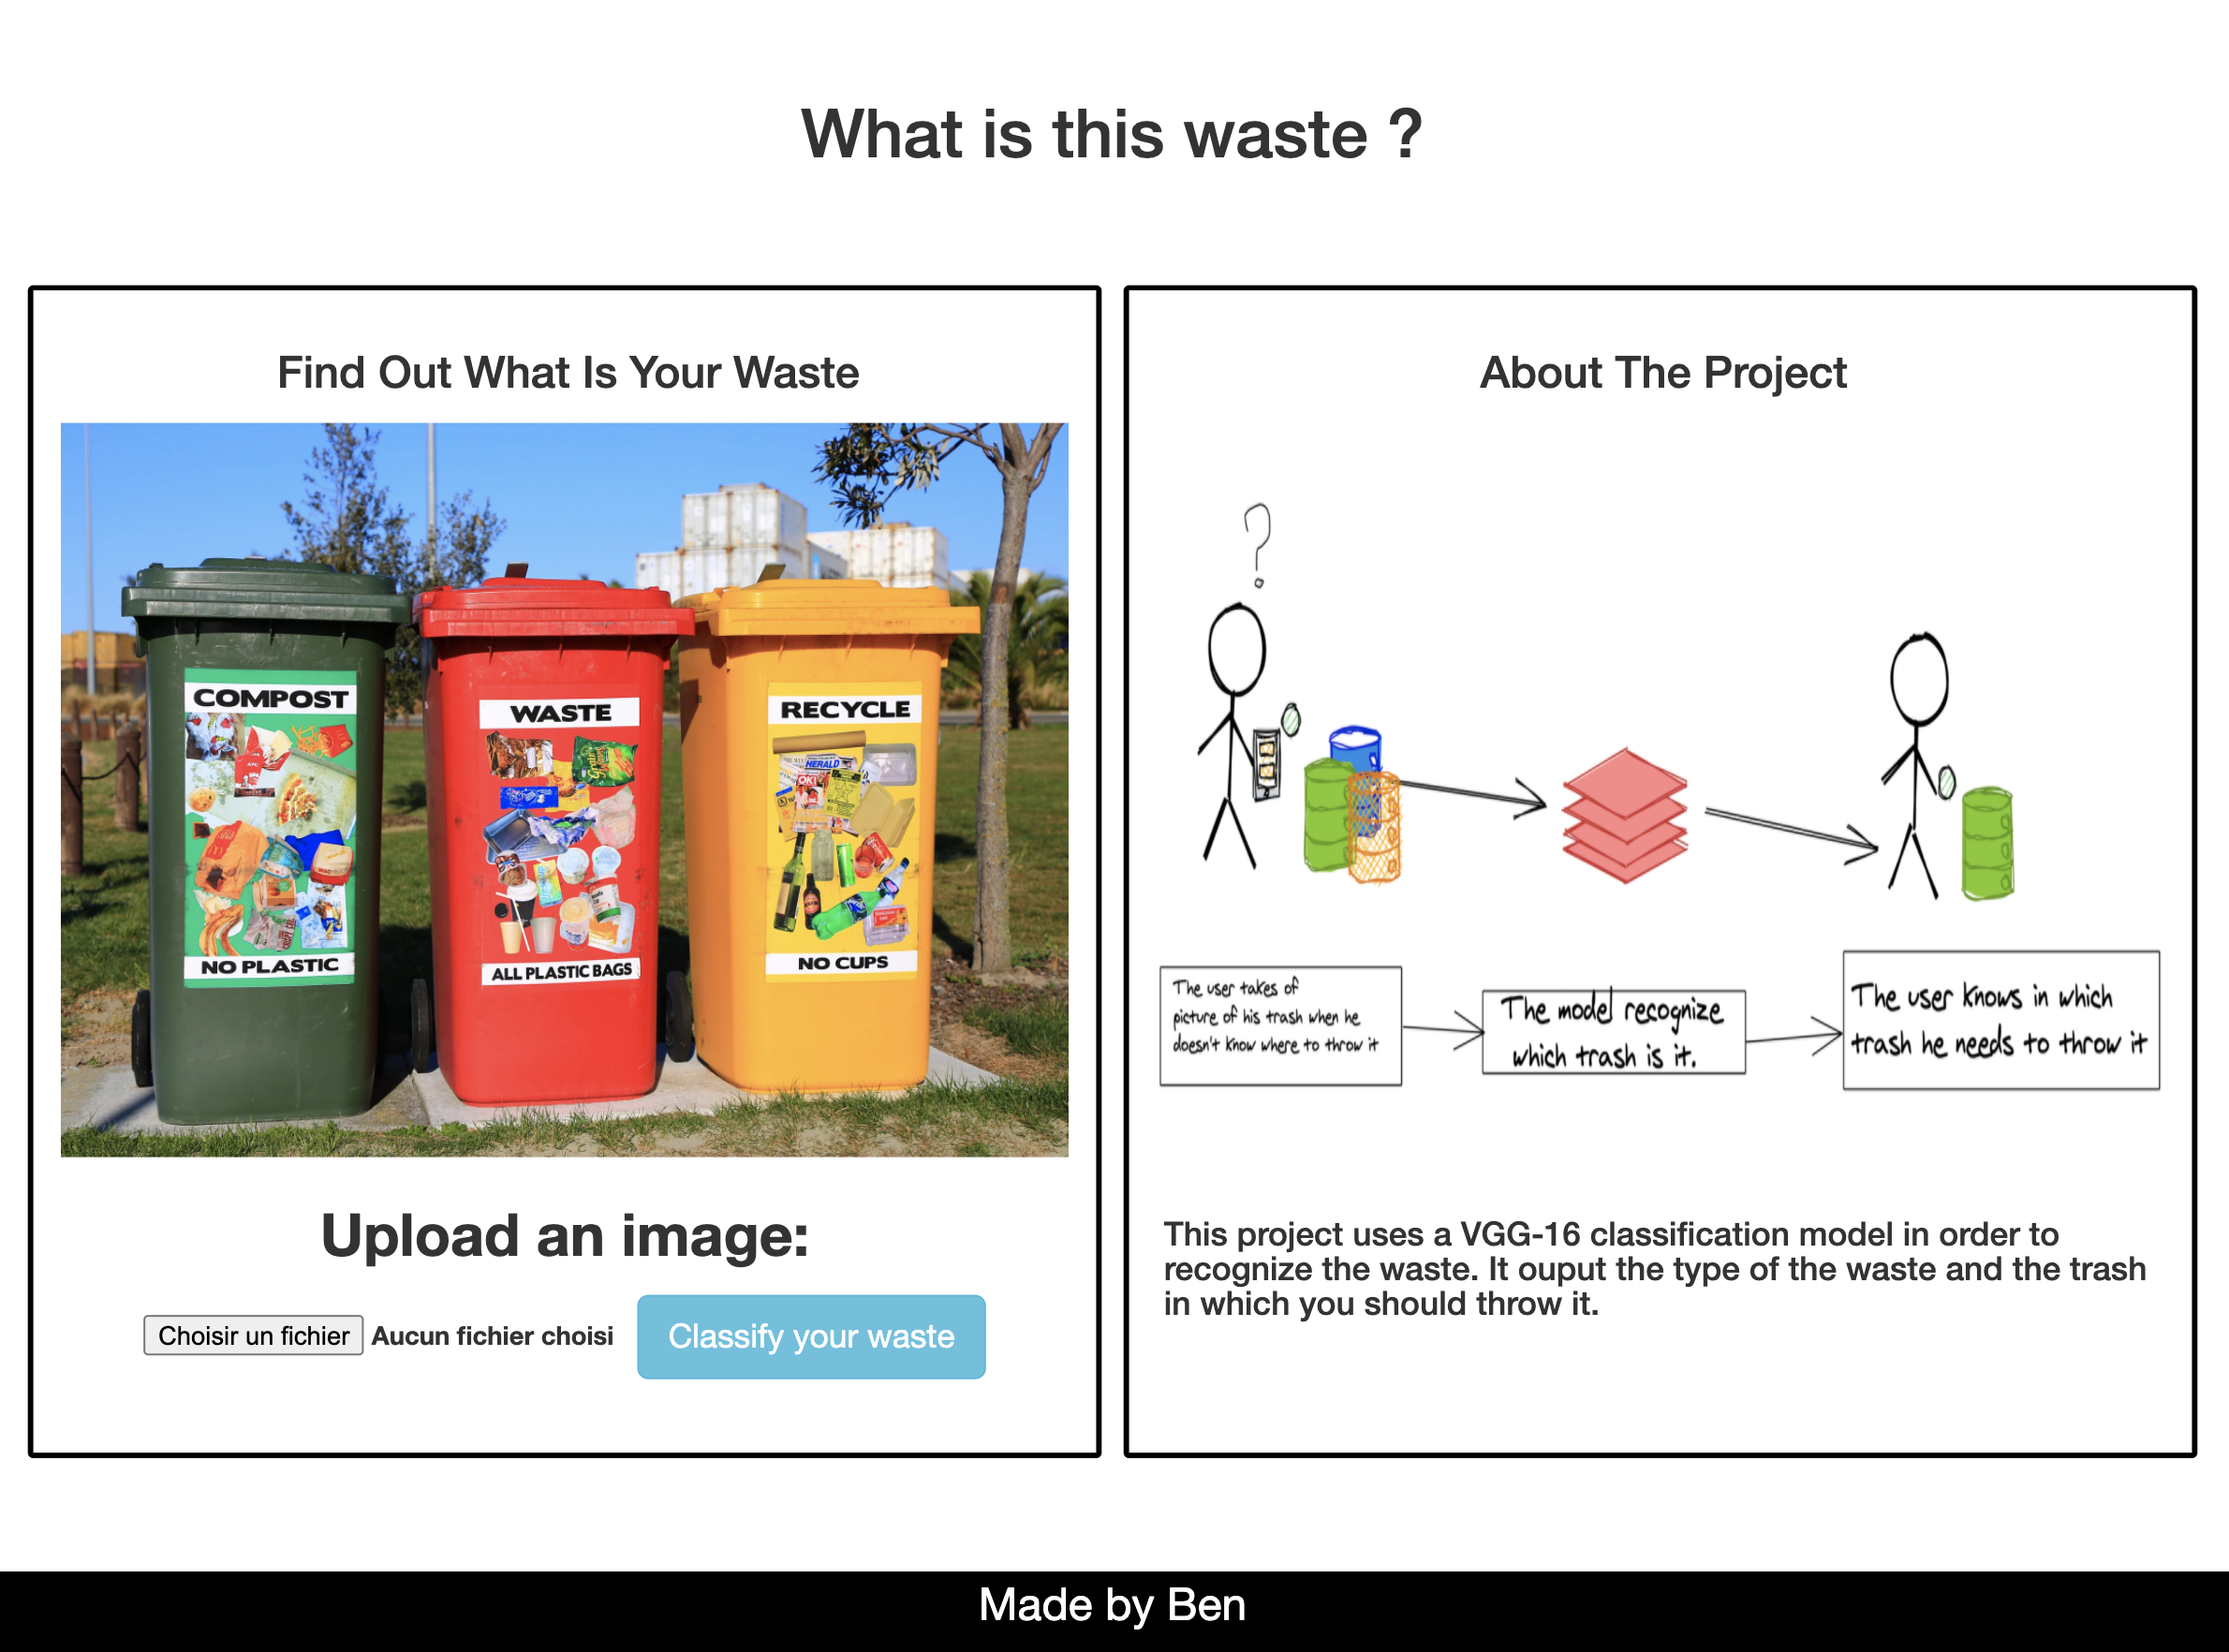 What is this waste ?
Find Out What Is Your Waste
COMPOST
NO PLASTIC
WASTE
ALL PLASTIC BAGS
RECYCLE
HERALD
OK!
NO CUPS
Upload an image:
Choisir un fichier Aucun fichier choisi
Classify your waste
About The Project
?
The user takes of
picture of his trash when he
doesn't know where to throw it
The model recognize
which trash is it.
The user knows in which
trash he needs to throw it
This project uses a VGG-16 classification model in order to
recognize the waste. It ouput the type of the waste and the trash
in which you should throw it.
Made by Ben